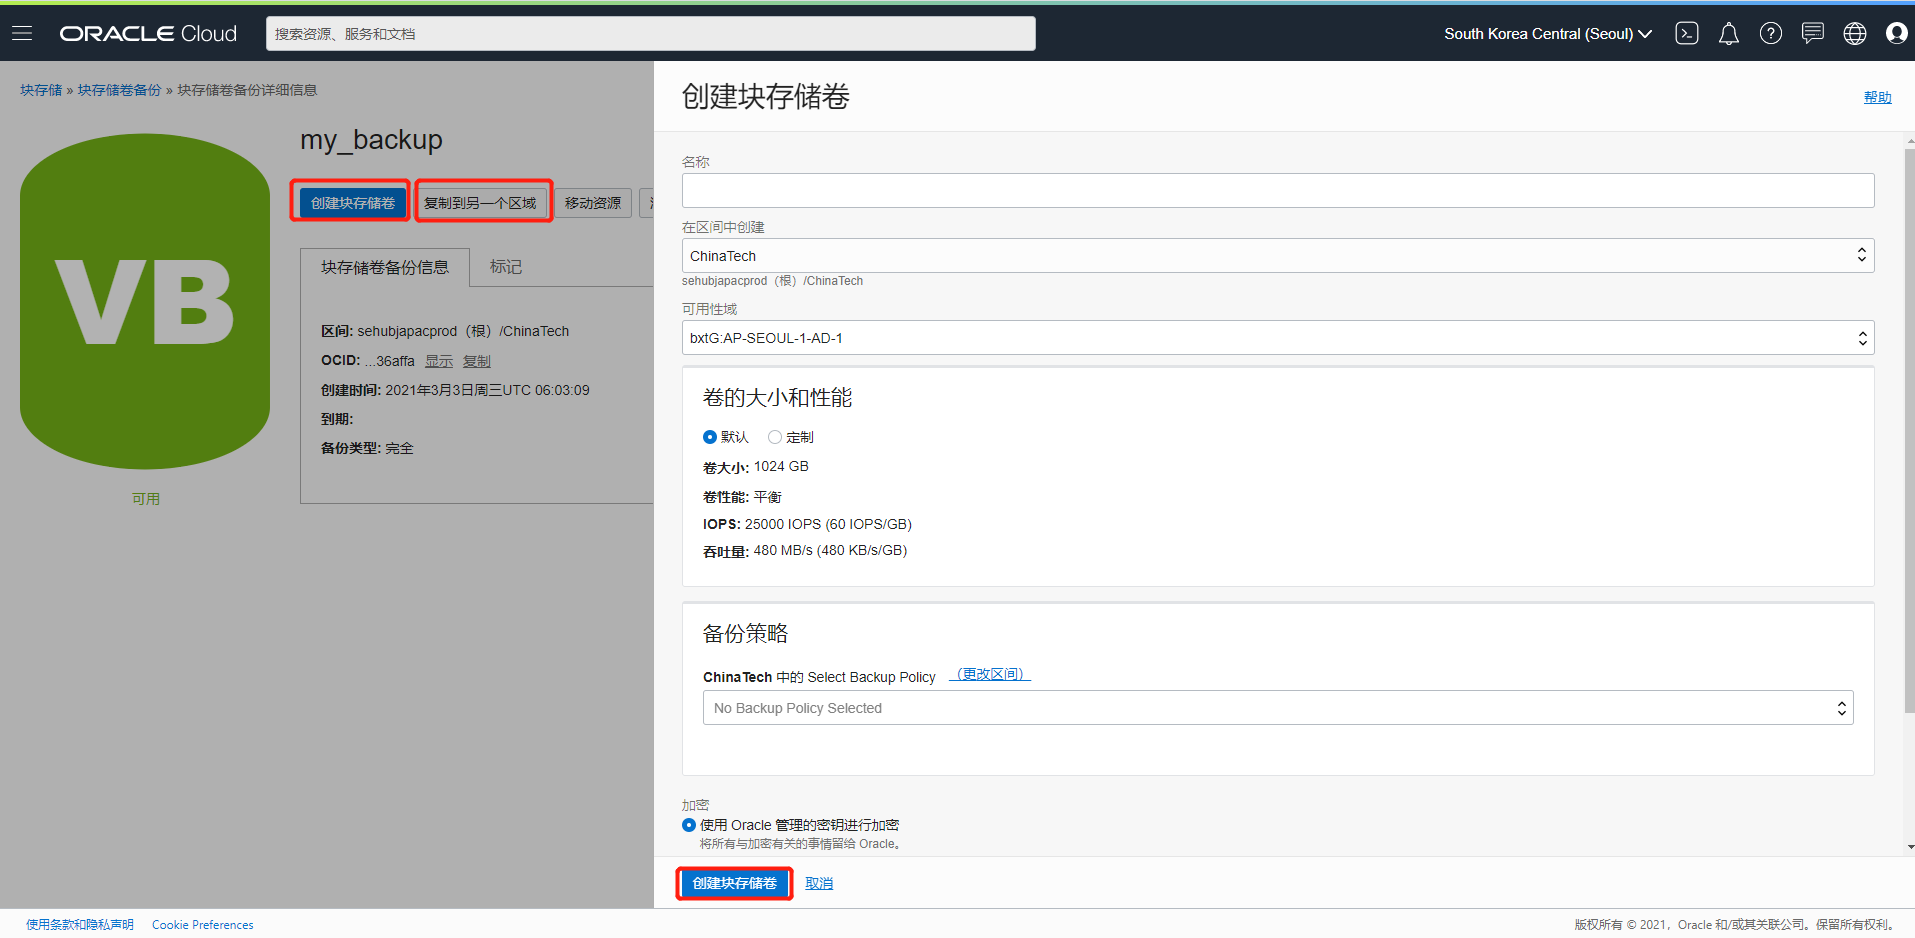 ORACLE Cloud
搜索资源、服务和文档
South Korea Central (Seoul)
块存储 » 块存储卷备份 » 块存储卷备份详细信息
VB
可用
my_backup
创建块存储卷
复制到另一个区域
移动资源
块存储卷备份信息
标记
区间: sehubjapacprod（根）/ChinaTech
OCID: ...36affa 显示 复制
创建时间: 2021年3月3日周三UTC 06:03:09
到期:
备份类型: 完全
创建块存储卷
帮助
名称
在区间中创建
ChinaTech
sehubjapacprod（根）/ChinaTech
可用性域
bxtG:AP-SEOUL-1-AD-1
卷的大小和性能
默认 定制
卷大小: 1024 GB
卷性能: 平衡
IOPS: 25000 IOPS (60 IOPS/GB)
吞吐量: 480 MB/s (480 KB/s/GB)
备份策略
ChinaTech 中的 Select Backup Policy （更改区间）
No Backup Policy Selected
加密
使用 Oracle 管理的密钥进行加密
将所有与加密有关的事情留给 Oracle。
创建块存储卷 取消
使用条款和隐私声明 Cookie Preferences
版权所有 © 2021，Oracle 和/或其关联公司。保留所有权利。